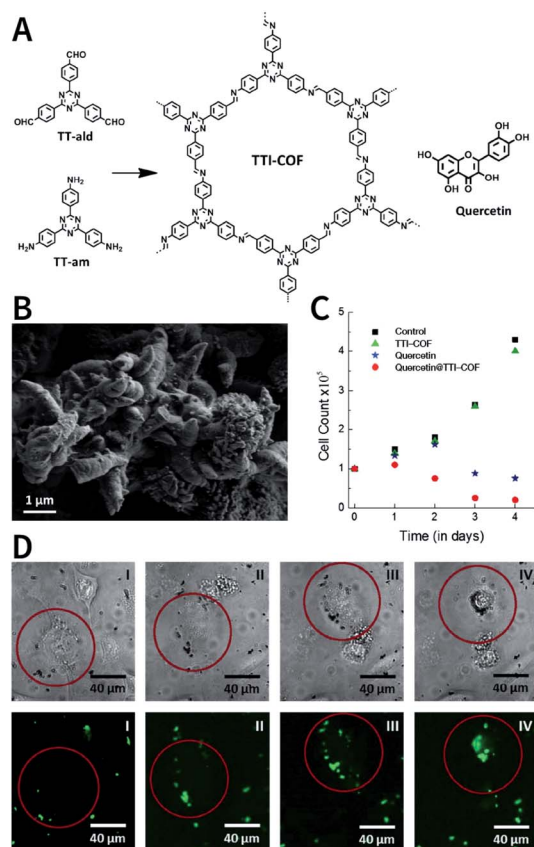 A
CHO
OHC
CHO
TT-ald
NH₂
H₂N
NH₂
TT-am
TTI-COF
OH
OH
HO
OH
OH
O
Quercetin
B
1 µm
C
Cell Count x10⁵
5
4
3
2
1
0
0 1 2 3 4
Time (in days)
Control
TTI-COF
Quercetin
Quercetin@TTI-COF
D
I
40 µm
II
40 µm
III
40 µm
IV
40 µm
I
40 µm
II
40 µm
III
40 µm
IV
40 µm